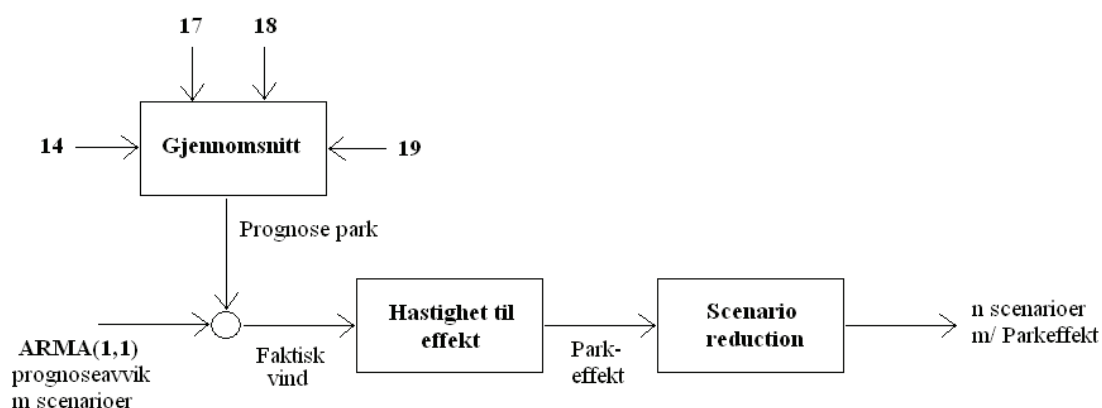 17
18
14
Gjennomsnitt
19
Prognose park
ARMA(1,1)
prognoseavvik
m scenarioer
Faktisk
vind
Hastighet til
effekt
Park-
effekt
Scenario
reduction
n scenarioer
m/ Parkeffekt